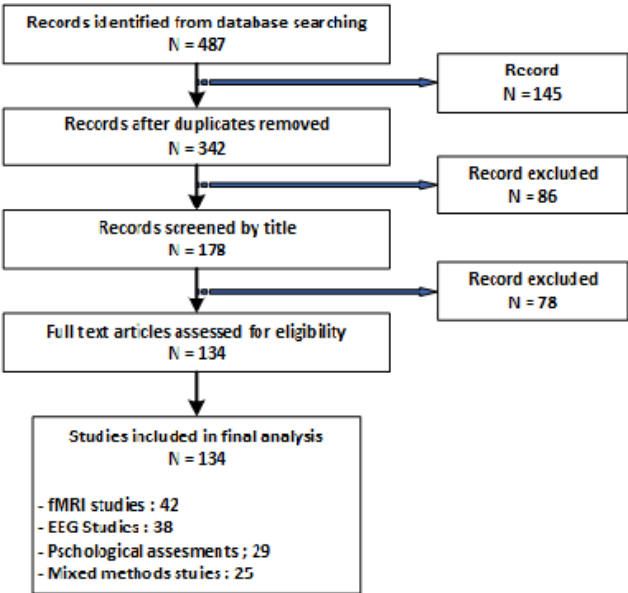 Records identified from database searching
N = 487
Record
N = 145
Records after duplicates removed
N = 342
Record excluded
N = 86
Records screened by title
N = 178
Record excluded
N = 78
Full text articles assessed for eligibility
N = 134
Studies included in final analysis
N = 134
- fMRI studies : 42
- EEG Studies : 38
- Pschological assesments ; 29
- Mixed methods stuies : 25